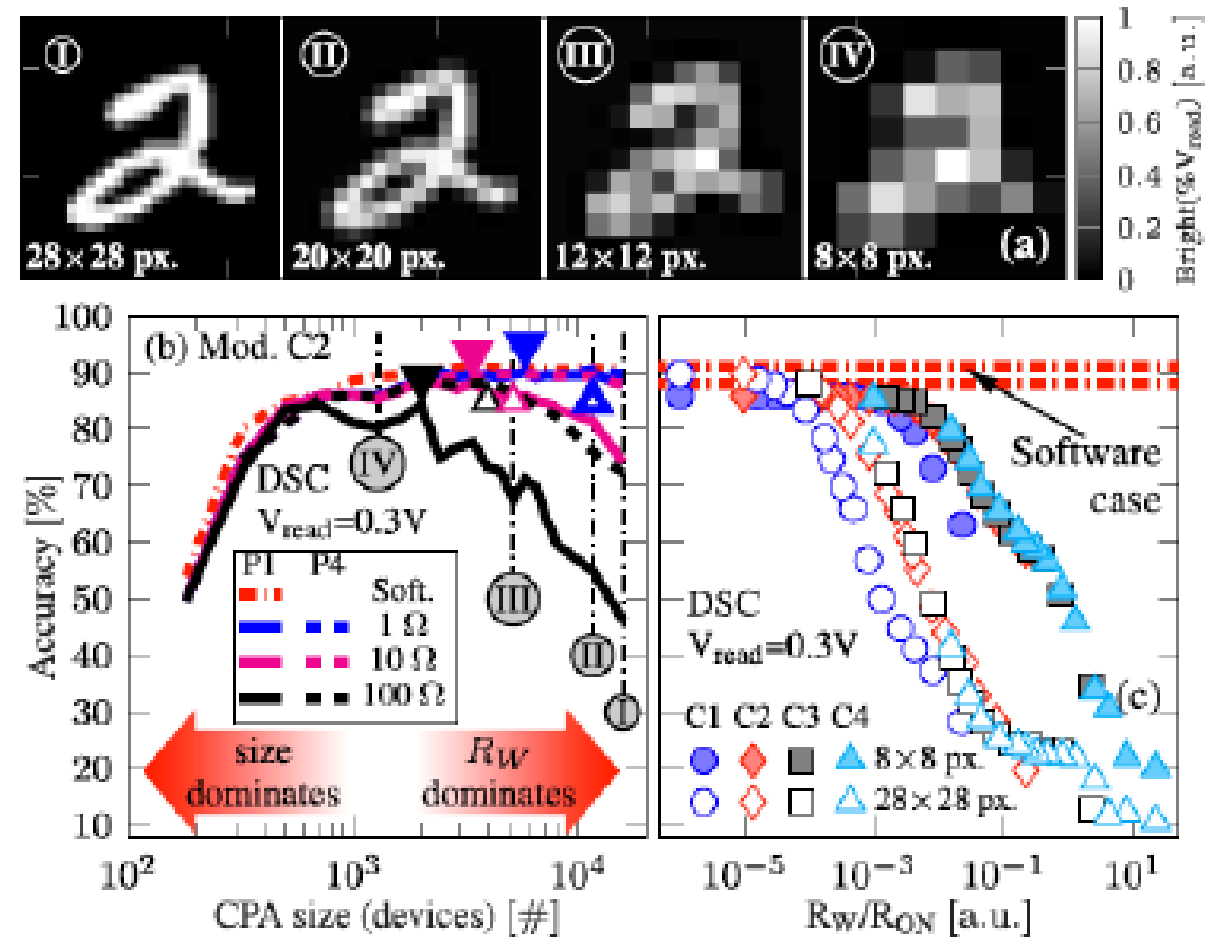 I II III IV
28×28 px. 20×20 px. 12×12 px. 8×8 px. (a)
1
0.8
0.6
0.4
0.2
0
Bright(%V_read) [a.u.]
100
90
80
70
60
50
40
30
20
10
Accuracy [%]
(b) Mod. C2
IV
DSC
V_read=0.3V
P1 P4
Soft.
1 Ω
10 Ω
100 Ω
III
II
I
size
dominates
R_W
dominates
10^2 10^3 10^4
CPA size (devices) [#]
Software
case
DSC
V_read=0.3V
(c)
C1 C2 C3 C4
8×8 px.
28×28 px.
10^-5 10^-3 10^-1 10^1
R_W/R_ON [a.u.]